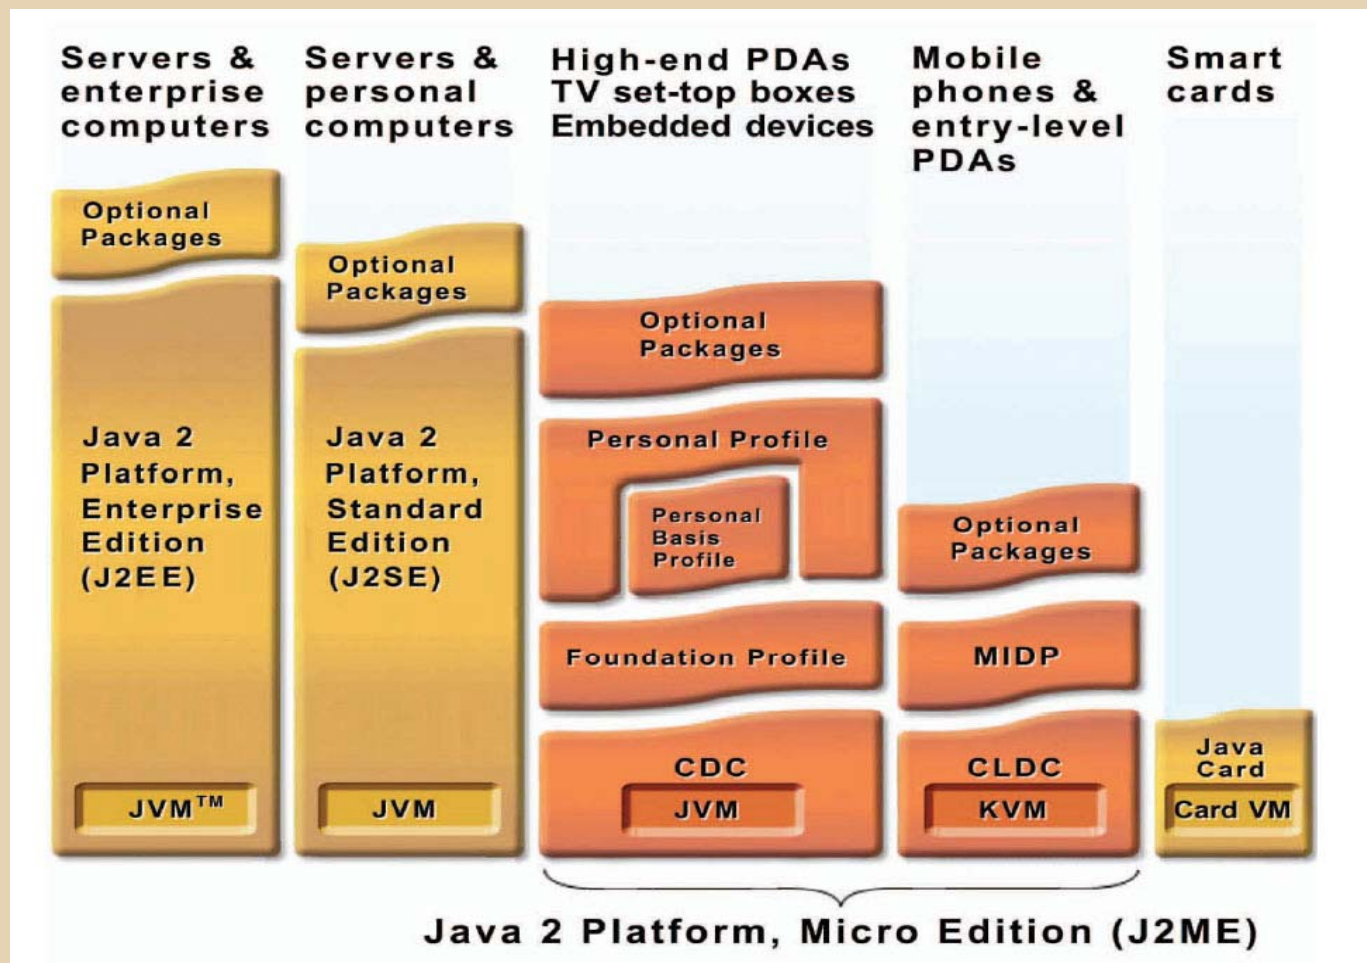 Servers &
enterprise
computers
Servers &
personal
computers
High-end PDAs
TV set-top boxes
Embedded devices
Mobile
phones &
entry-level
PDAs
Smart
cards
Optional
Packages
Java 2
Platform,
Enterprise
Edition
(J2EE)
JVM™
Optional
Packages
Java 2
Platform,
Standard
Edition
(J2SE)
JVM
Optional
Packages
Personal Profile
Personal
Basis
Profile
Foundation Profile
CDC
JVM
Optional
Packages
MIDP
CLDC
KVM
Java
Card
Card VM
Java 2 Platform, Micro Edition (J2ME)